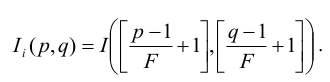 I_i(p,q) = I([(p-1)/F + 1], [(q-1)/F + 1]).